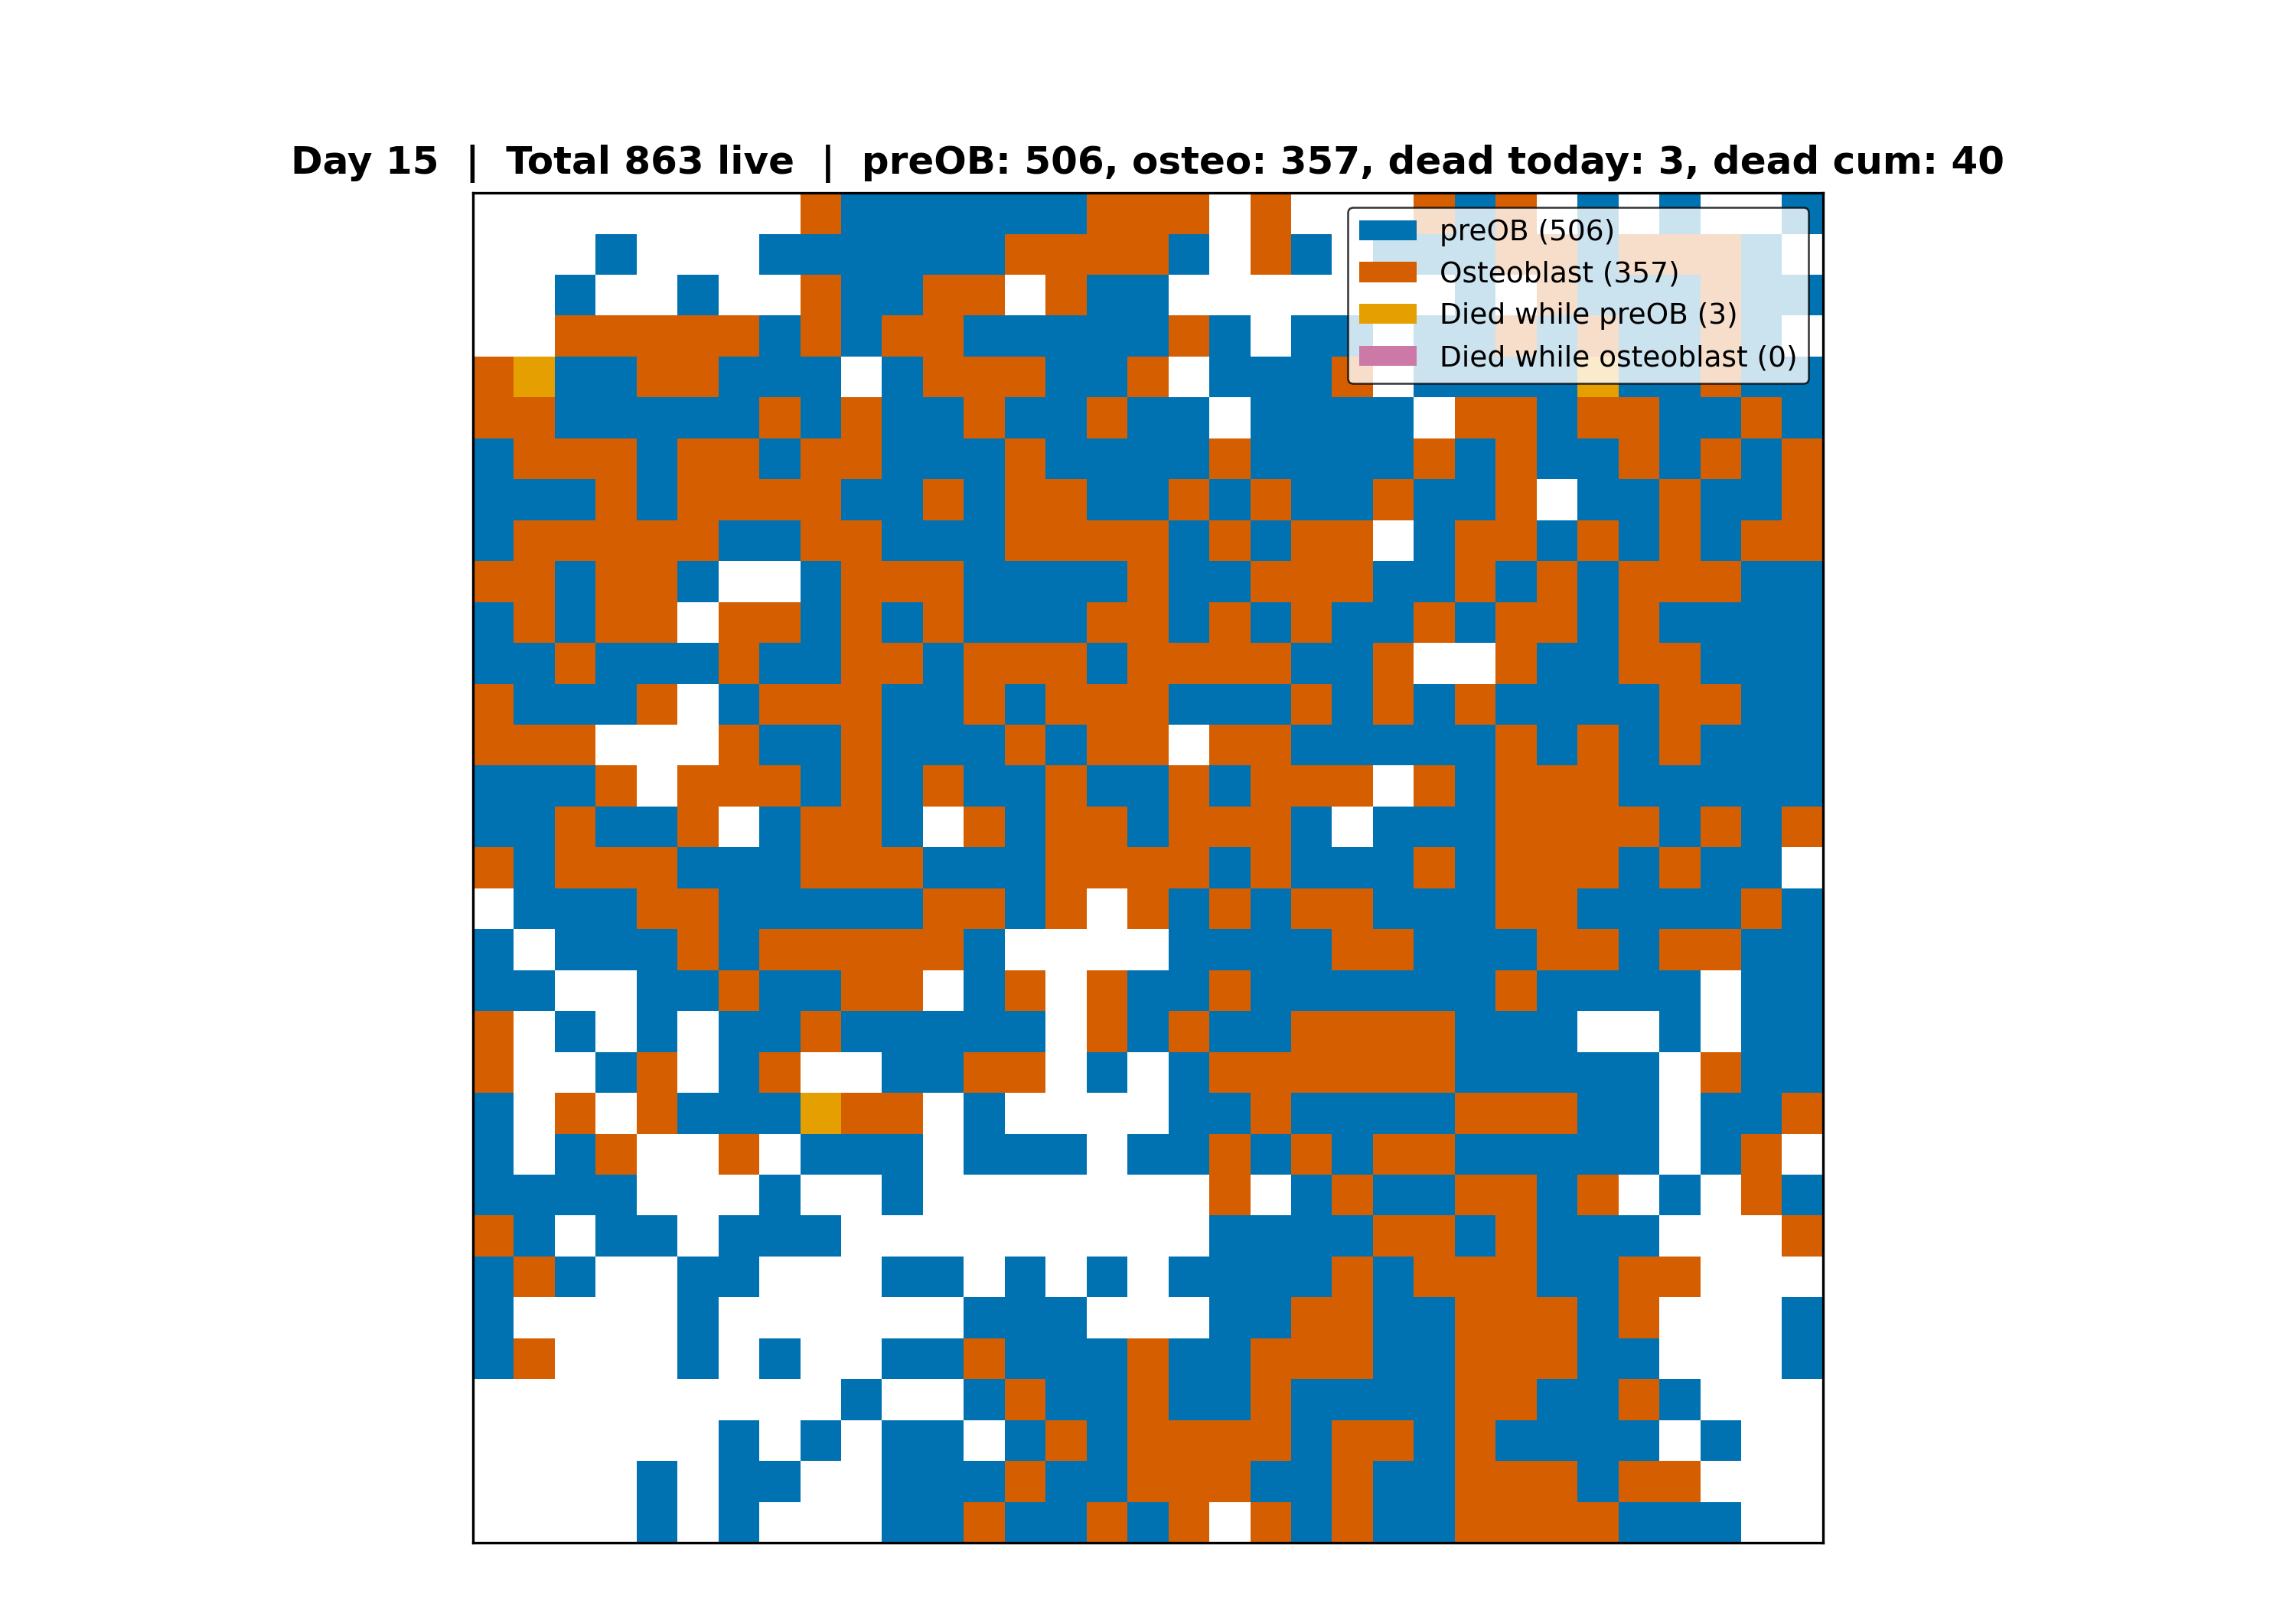 Day 15 | Total 863 live | preOB: 506, osteo: 357, dead today: 3, dead cum: 40
preOB (506)
Osteoblast (357)
Died while preOB (3)
Died while osteoblast (0)